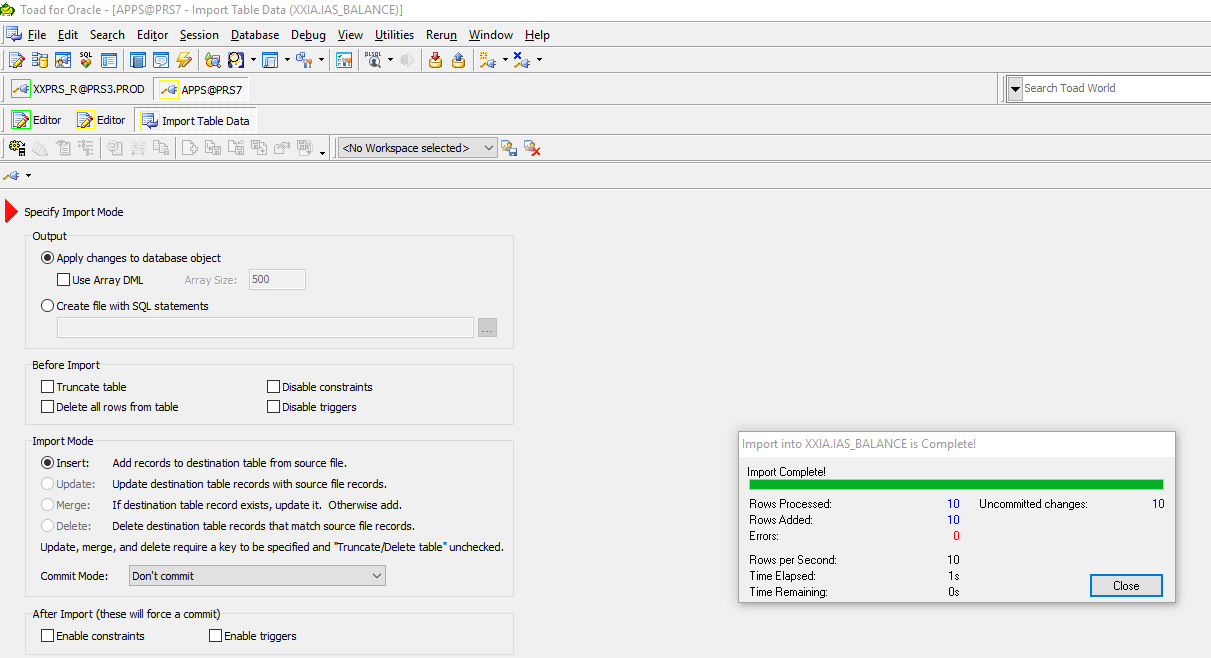 Toad for Oracle - [APPS@PRS7 - Import Table Data (XXIA.IAS_BALANCE)]
File Edit Search Editor Session Database Debug View Utilities Rerun Window Help
SQL PL/SQL
XXPRS_R@PRS3.PROD APPS@PRS7 Search Toad World
Editor Editor Import Table Data
<No Workspace selected>
Specify Import Mode
Output
Apply changes to database object
Use Array DML Array Size: 500
Create file with SQL statements
...
Before Import
Truncate table Disable constraints
Delete all rows from table Disable triggers
Import Mode
Insert: Add records to destination table from source file.
Update: Update destination table records with source file records.
Merge: If destination table record exists, update it. Otherwise add.
Delete: Delete destination table records that match source file records.
Update, merge, and delete require a key to be specified and "Truncate/Delete table" unchecked.
Commit Mode: Don't commit
After Import (these will force a commit)
Enable constraints Enable triggers
Import into XXIA.IAS_BALANCE is Complete!
Import Complete!
Rows Processed: 10 Uncommitted changes: 10
Rows Added: 10
Errors: 0
Rows per Second: 10
Time Elapsed: 1s
Time Remaining: 0s
Close